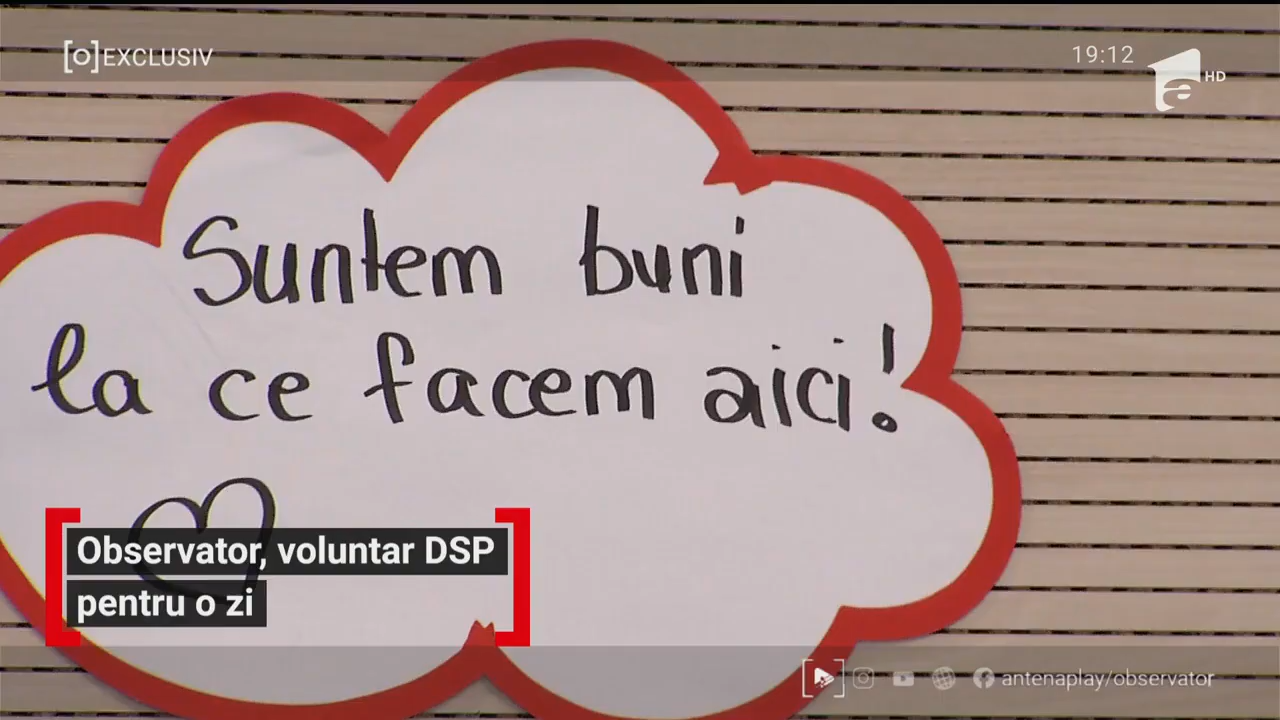 [o]EXCLUSIV
19:12
a HD
Suntem buni
la ce facem aici!
Observator, voluntar DSP
pentru o zi
antenaplay/observator